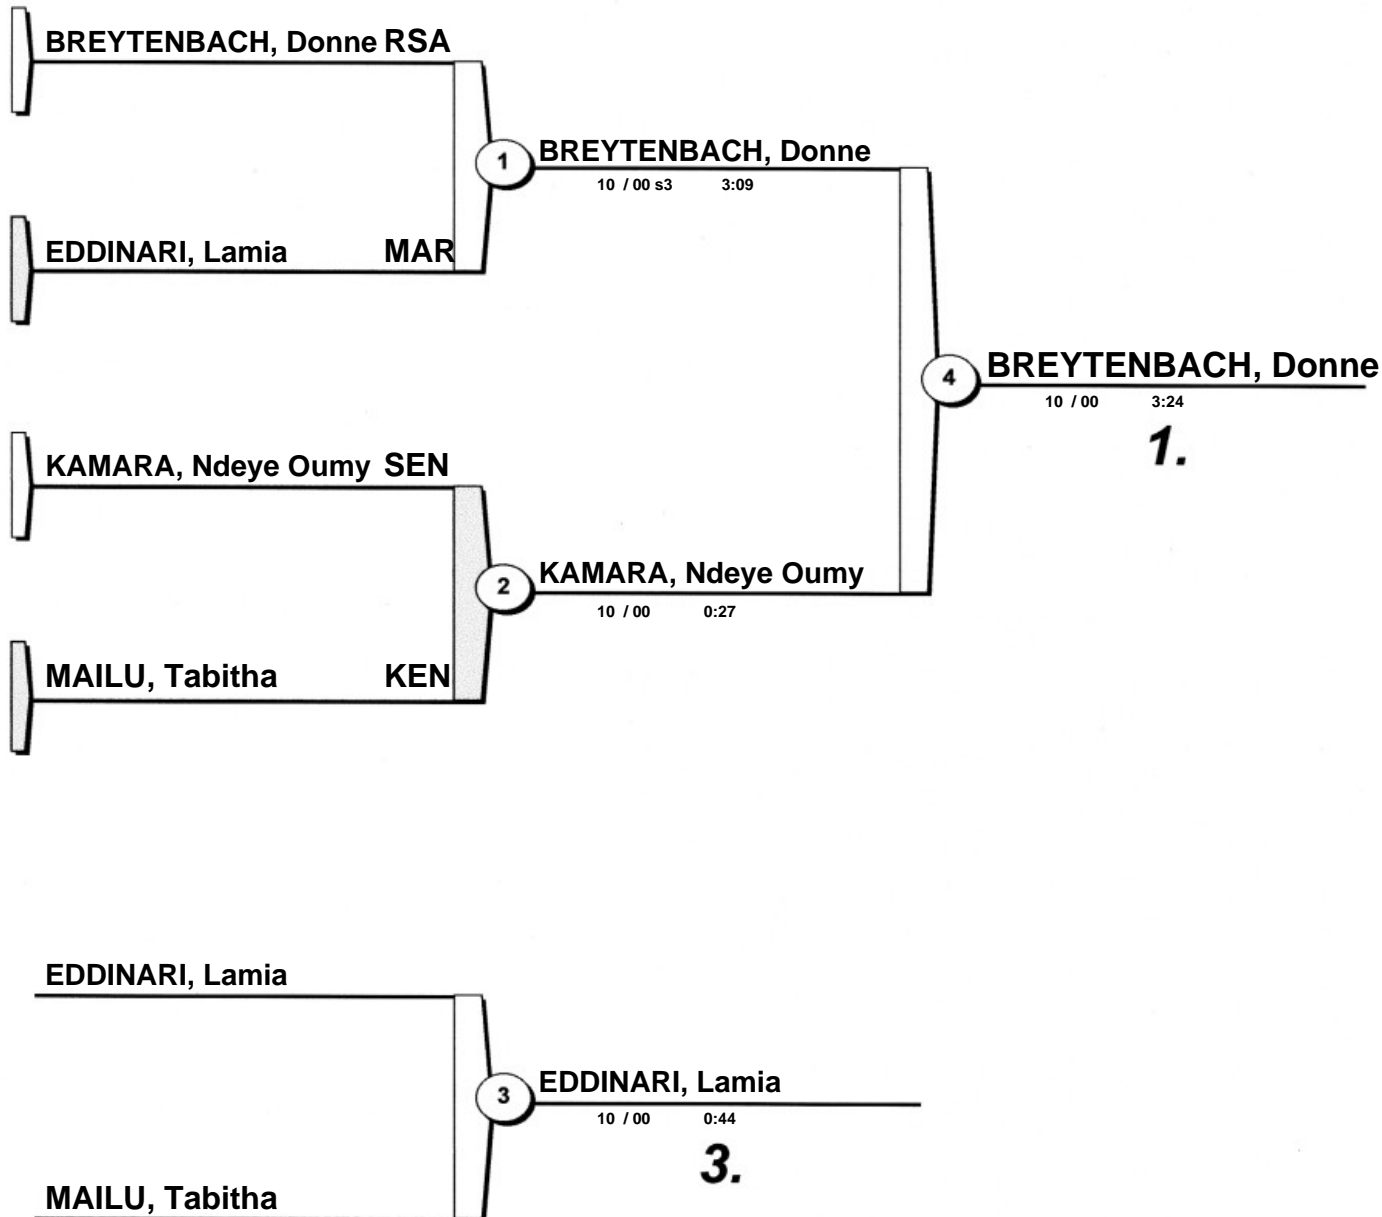 BREYTENBACH, Donne RSA
1 BREYTENBACH, Donne
10 / 00 s3 3:09
EDDINARI, Lamia MAR
4 BREYTENBACH, Donne
10 / 00 3:24
1.
KAMARA, Ndeye Oumy SEN
2 KAMARA, Ndeye Oumy
10 / 00 0:27
MAILU, Tabitha KEN
EDDINARI, Lamia
3 EDDINARI, Lamia
10 / 00 0:44
3.
MAILU, Tabitha